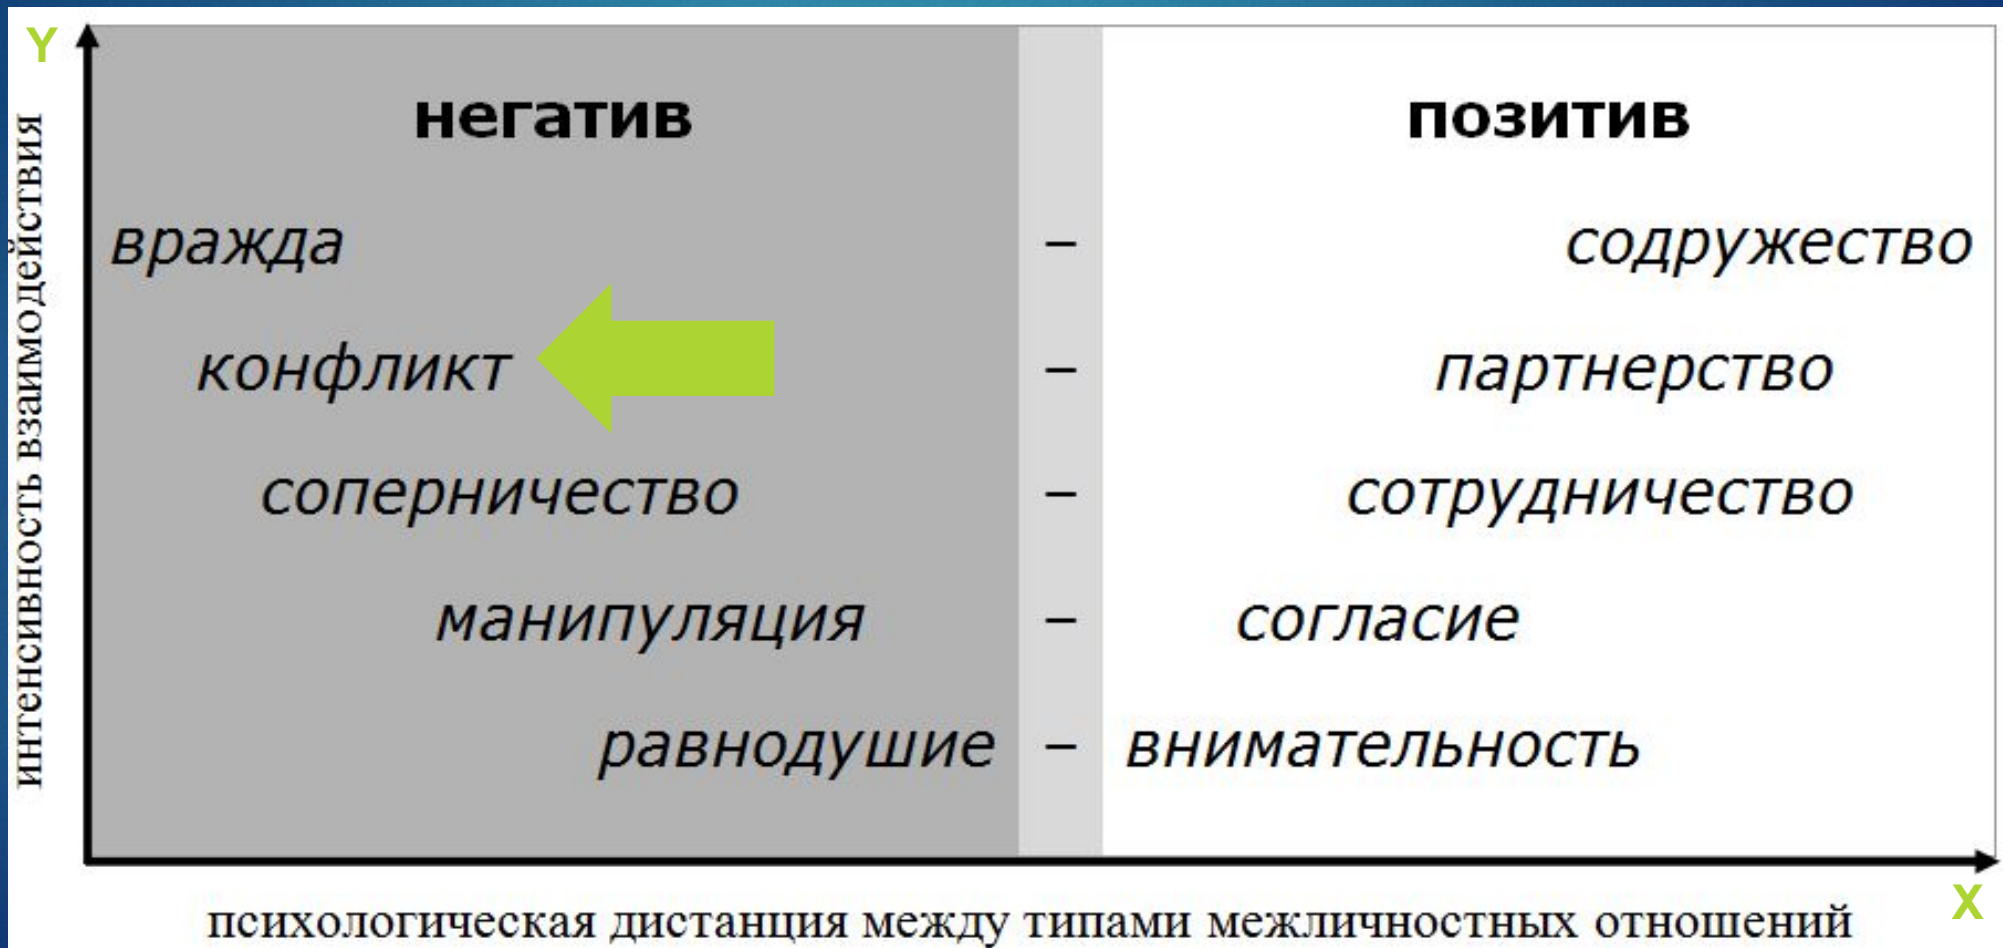 Y
интенсивность взаимодействия
негатив позитив
вражда – содружество
конфликт – партнерство
соперничество – сотрудничество
манипуляция – согласие
равнодушие – внимательность
X
психологическая дистанция между типами межличностных отношений